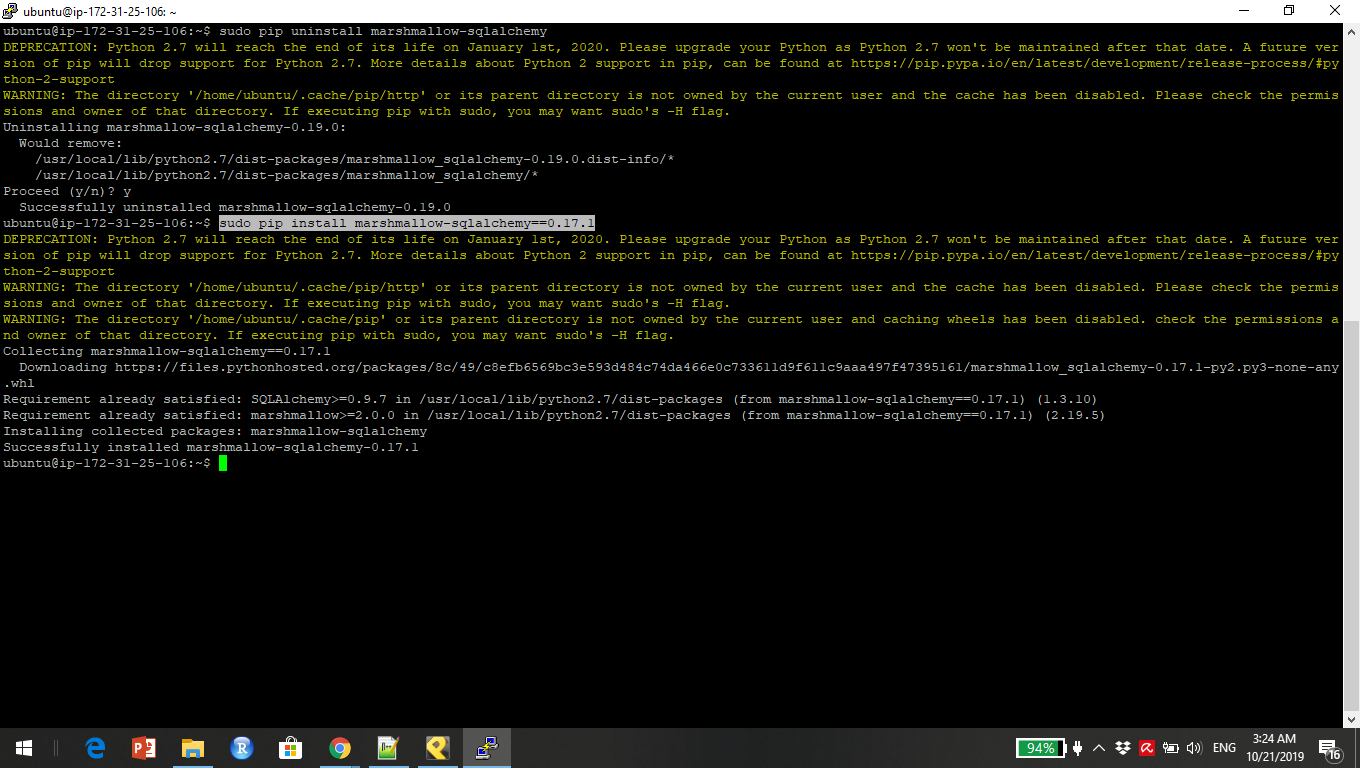 ubuntu@ip-172-31-25-106: ~
ubuntu@ip-172-31-25-106:~$ sudo pip uninstall marshmallow-sqlalchemy
DEPRECATION: Python 2.7 will reach the end of its life on January 1st, 2020. Please upgrade your Python as Python 2.7 won't be maintained after that date. A future ver
sion of pip will drop support for Python 2.7. More details about Python 2 support in pip, can be found at https://pip.pypa.io/en/latest/development/release-process/#py
thon-2-support
WARNING: The directory '/home/ubuntu/.cache/pip/http' or its parent directory is not owned by the current user and the cache has been disabled. Please check the permis
sions and owner of that directory. If executing pip with sudo, you may want sudo's -H flag.
Uninstalling marshmallow-sqlalchemy-0.19.0:
  Would remove:
    /usr/local/lib/python2.7/dist-packages/marshmallow_sqlalchemy-0.19.0.dist-info/*
    /usr/local/lib/python2.7/dist-packages/marshmallow_sqlalchemy/*
Proceed (y/n)? y
  Successfully uninstalled marshmallow-sqlalchemy-0.19.0
ubuntu@ip-172-31-25-106:~$ sudo pip install marshmallow-sqlalchemy==0.17.1
DEPRECATION: Python 2.7 will reach the end of its life on January 1st, 2020. Please upgrade your Python as Python 2.7 won't be maintained after that date. A future ver
sion of pip will drop support for Python 2.7. More details about Python 2 support in pip, can be found at https://pip.pypa.io/en/latest/development/release-process/#py
thon-2-support
WARNING: The directory '/home/ubuntu/.cache/pip/http' or its parent directory is not owned by the current user and the cache has been disabled. Please check the permis
sions and owner of that directory. If executing pip with sudo, you may want sudo's -H flag.
WARNING: The directory '/home/ubuntu/.cache/pip' or its parent directory is not owned by the current user and caching wheels has been disabled. check the permissions a
nd owner of that directory. If executing pip with sudo, you may want sudo's -H flag.
Collecting marshmallow-sqlalchemy==0.17.1
  Downloading https://files.pythonhosted.org/packages/8c/49/c8efb6569bc3e593d484c74da466e0c733611d9f611c9aaa497f47395161/marshmallow_sqlalchemy-0.17.1-py2.py3-none-any
.whl
Requirement already satisfied: SQLAlchemy>=0.9.7 in /usr/local/lib/python2.7/dist-packages (from marshmallow-sqlalchemy==0.17.1) (1.3.10)
Requirement already satisfied: marshmallow>=2.0.0 in /usr/local/lib/python2.7/dist-packages (from marshmallow-sqlalchemy==0.17.1) (2.19.5)
Installing collected packages: marshmallow-sqlalchemy
Successfully installed marshmallow-sqlalchemy-0.17.1
ubuntu@ip-172-31-25-106:~$
94%
ENG
3:24 AM
10/21/2019
16